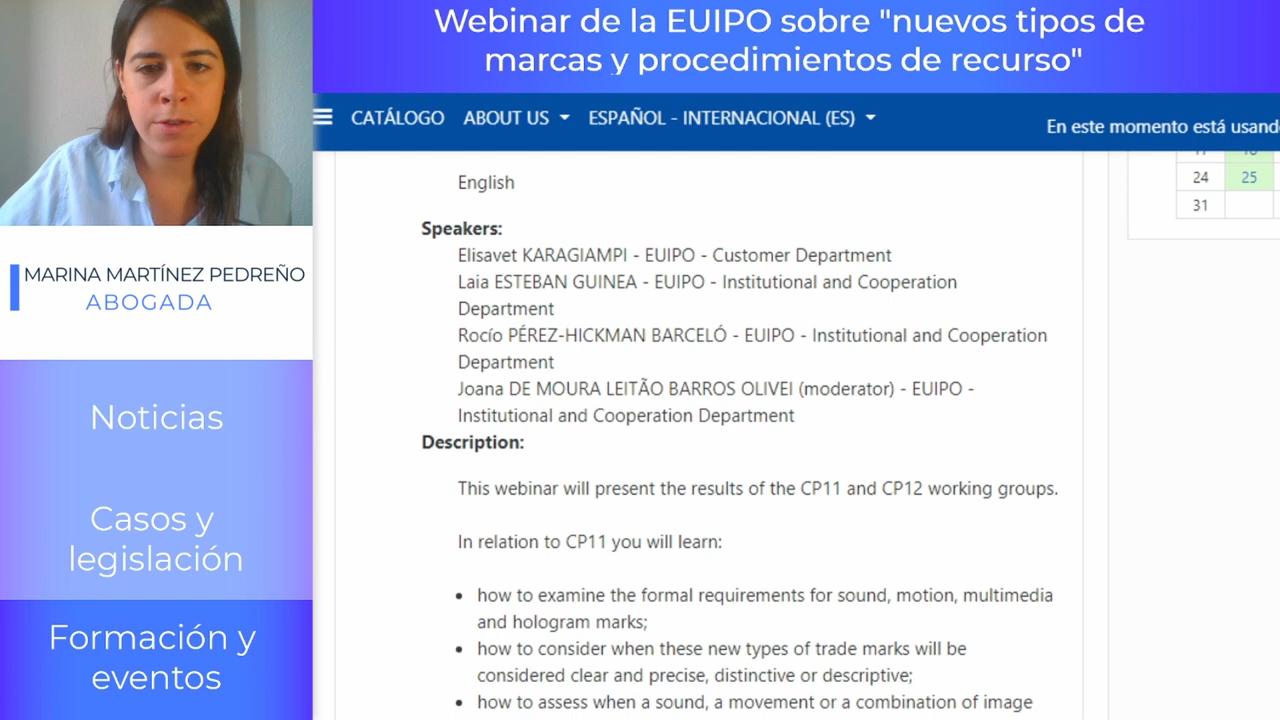 Webinar de la EUIPO sobre "nuevos tipos de
marcas y procedimientos de recurso"
CATÁLOGO ABOUT US ESPAÑOL - INTERNACIONAL (ES)
En este momento está usand
24 25
31
English
Speakers:
Elisavet KARAGIAMPI - EUIPO - Customer Department
Laia ESTEBAN GUINEA - EUIPO - Institutional and Cooperation
Department
Rocío PÉREZ-HICKMAN BARCELÓ - EUIPO - Institutional and Cooperation
Department
Joana DE MOURA LEITÃO BARROS OLIVEI (moderator) - EUIPO -
Institutional and Cooperation Department
Description:
This webinar will present the results of the CP11 and CP12 working groups.
In relation to CP11 you will learn:
• how to examine the formal requirements for sound, motion, multimedia
and hologram marks;
• how to consider when these new types of trade marks will be
considered clear and precise, distinctive or descriptive;
• how to assess when a sound, a movement or a combination of image
MARINA MARTÍNEZ PEDREÑO
ABOGADA
Noticias
Casos y
legislación
Formación y
eventos